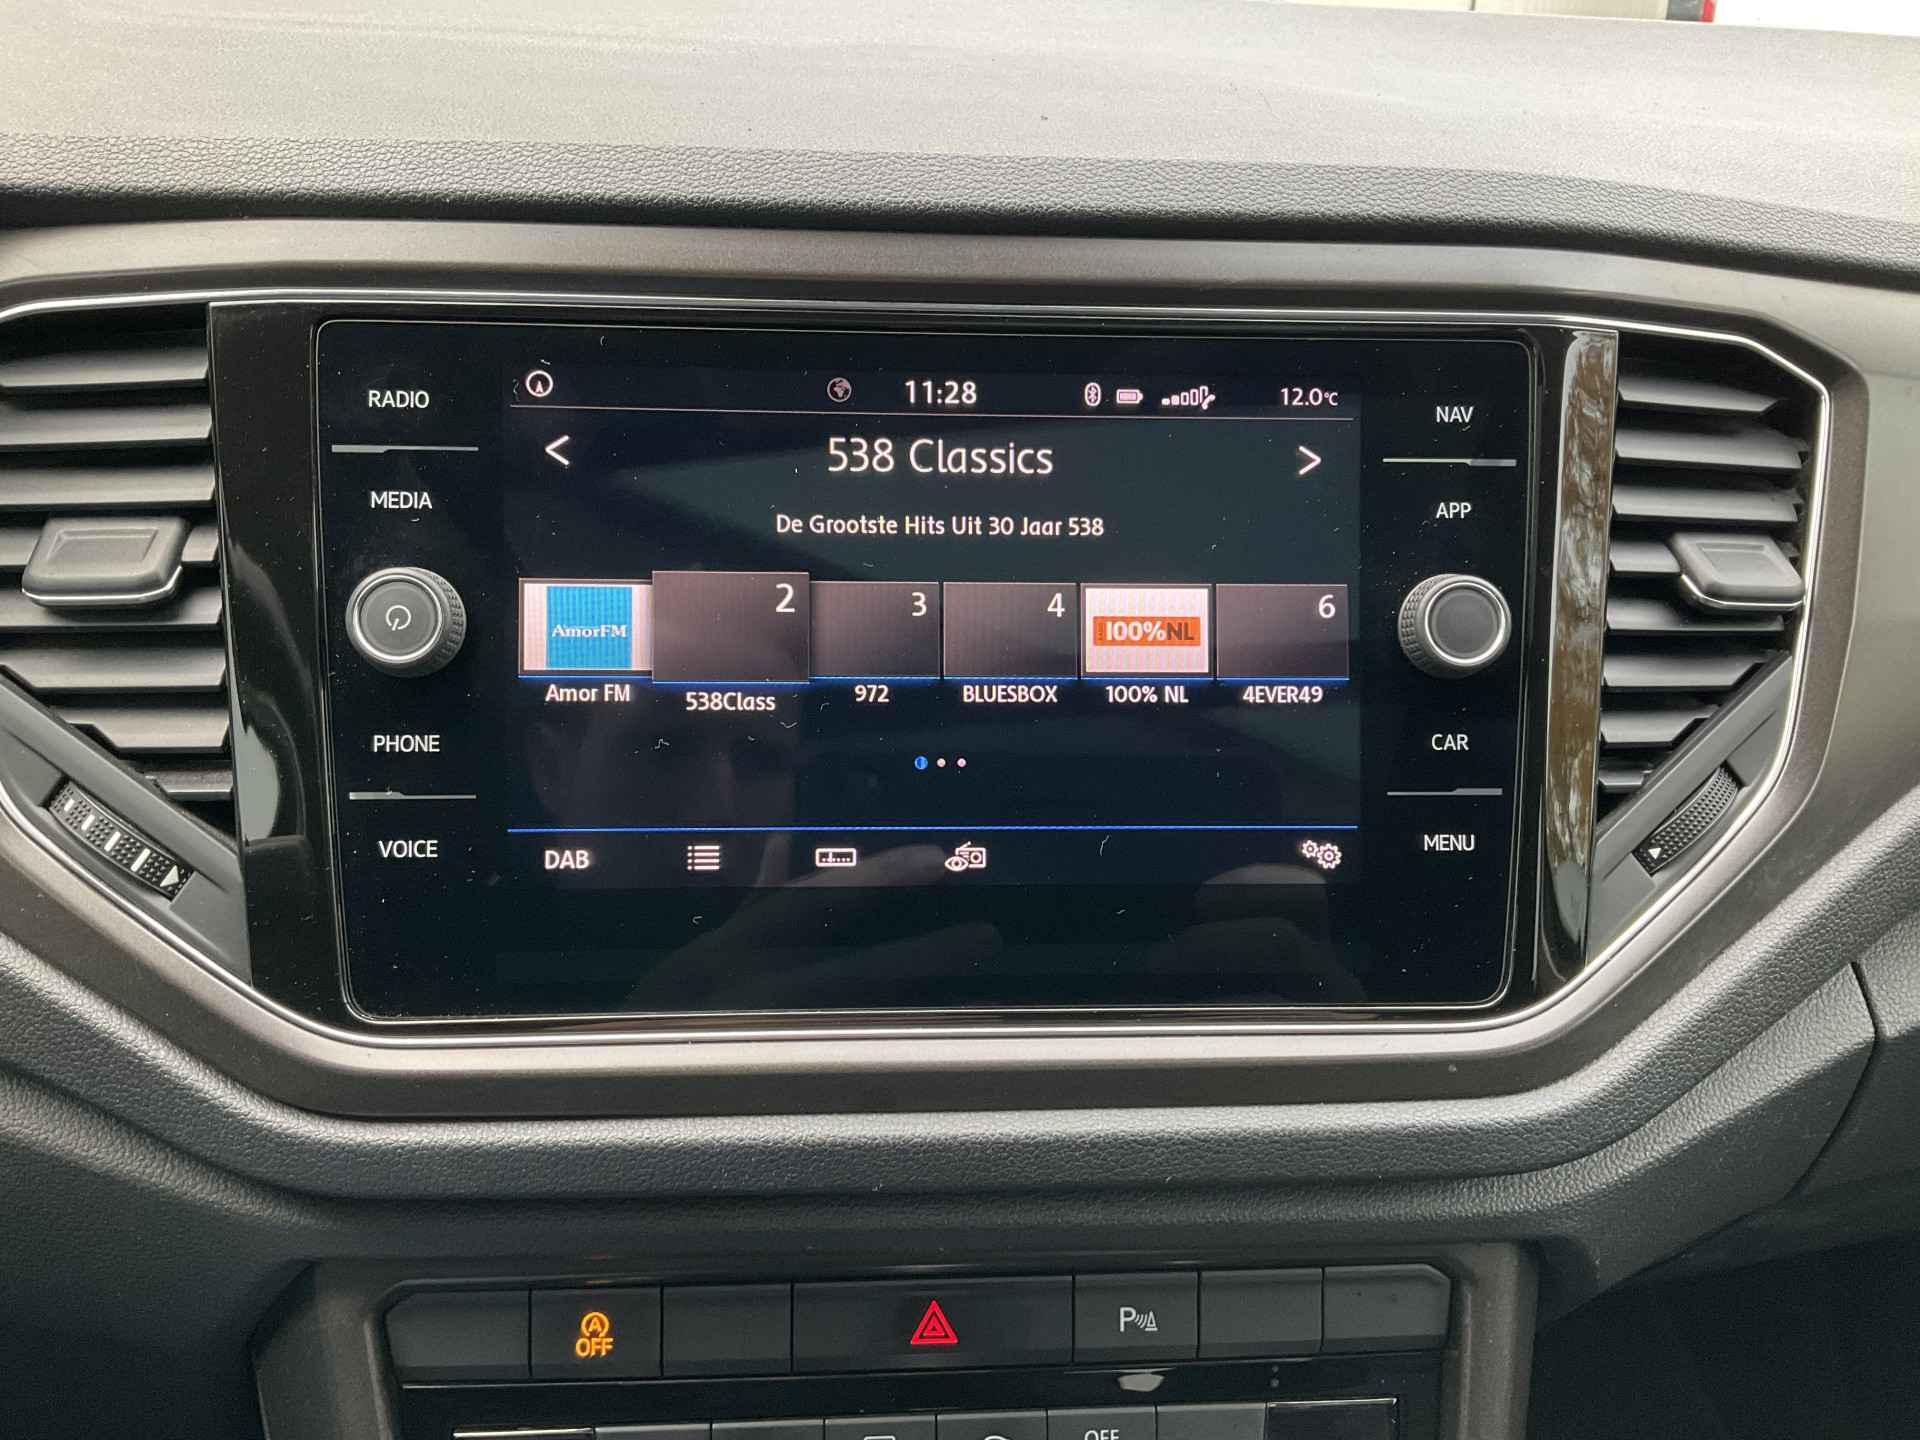 RADIO
MEDIA
PHONE
VOICE
11:28
12.0°C
< 538 Classics >
De Grootste Hits Uit 30 Jaar 538
AmorFM
2
3
4
100%NL
6
Amor FM
538Class
972
BLUESBOX
100% NL
4EVER49
DAB
NAV
APP
CAR
MENU
A
OFF
P
OFF